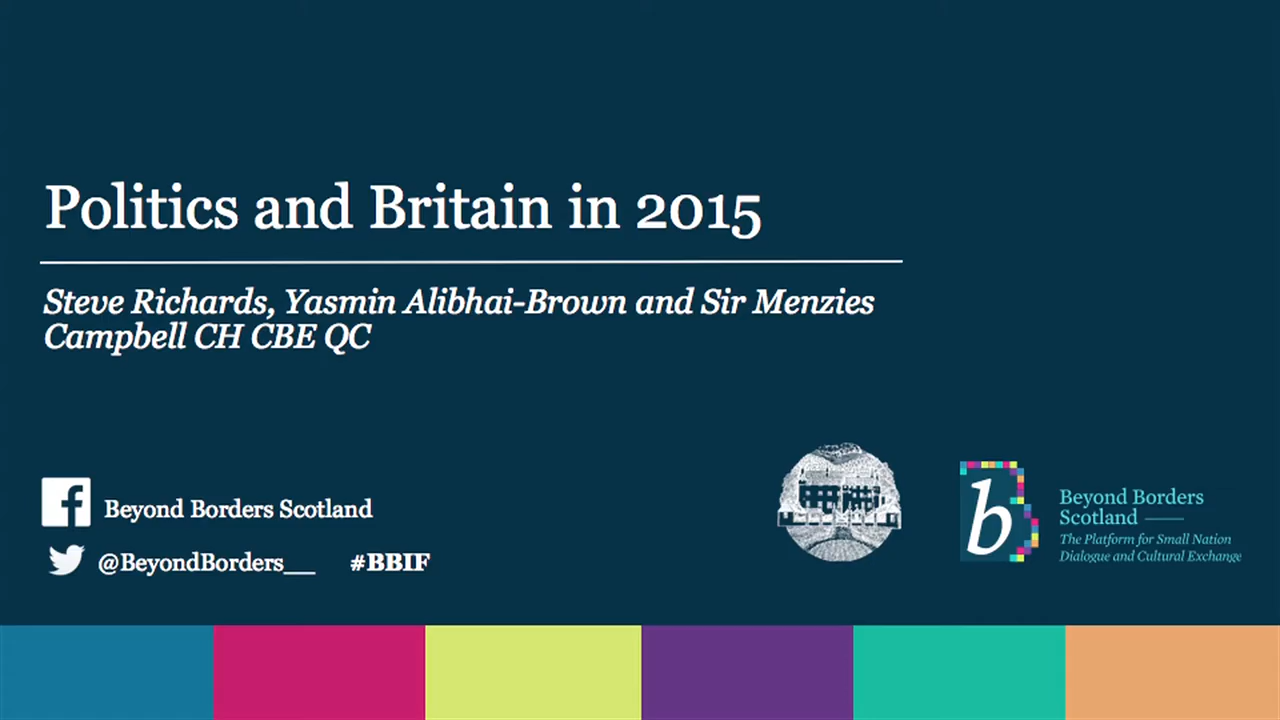 Politics and Britain in 2015
Steve Richards, Yasmin Alibhai-Brown and Sir Menzies
Campbell CH CBE QC
Beyond Borders Scotland
@BeyondBorders__ #BBIF
b
Beyond Borders
Scotland
The Platform for Small Nation
Dialogue and Cultural Exchange